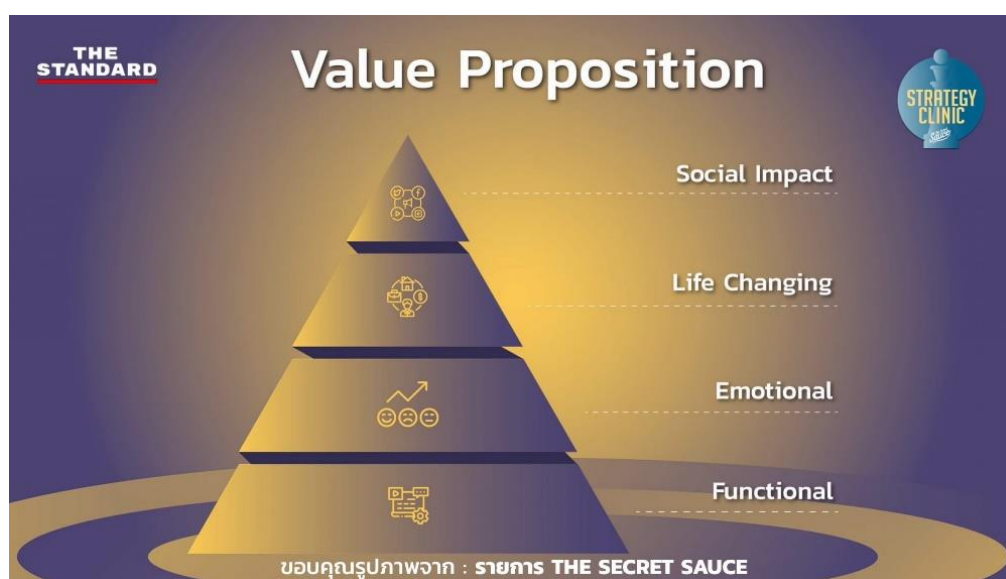 THE
STANDARD
Value Proposition
STRATEGY
CLINIC
Social Impact
Life Changing
Emotional
Functional
ขอบคุณรูปภาพจาก : รายการ THE SECRET SAUCE